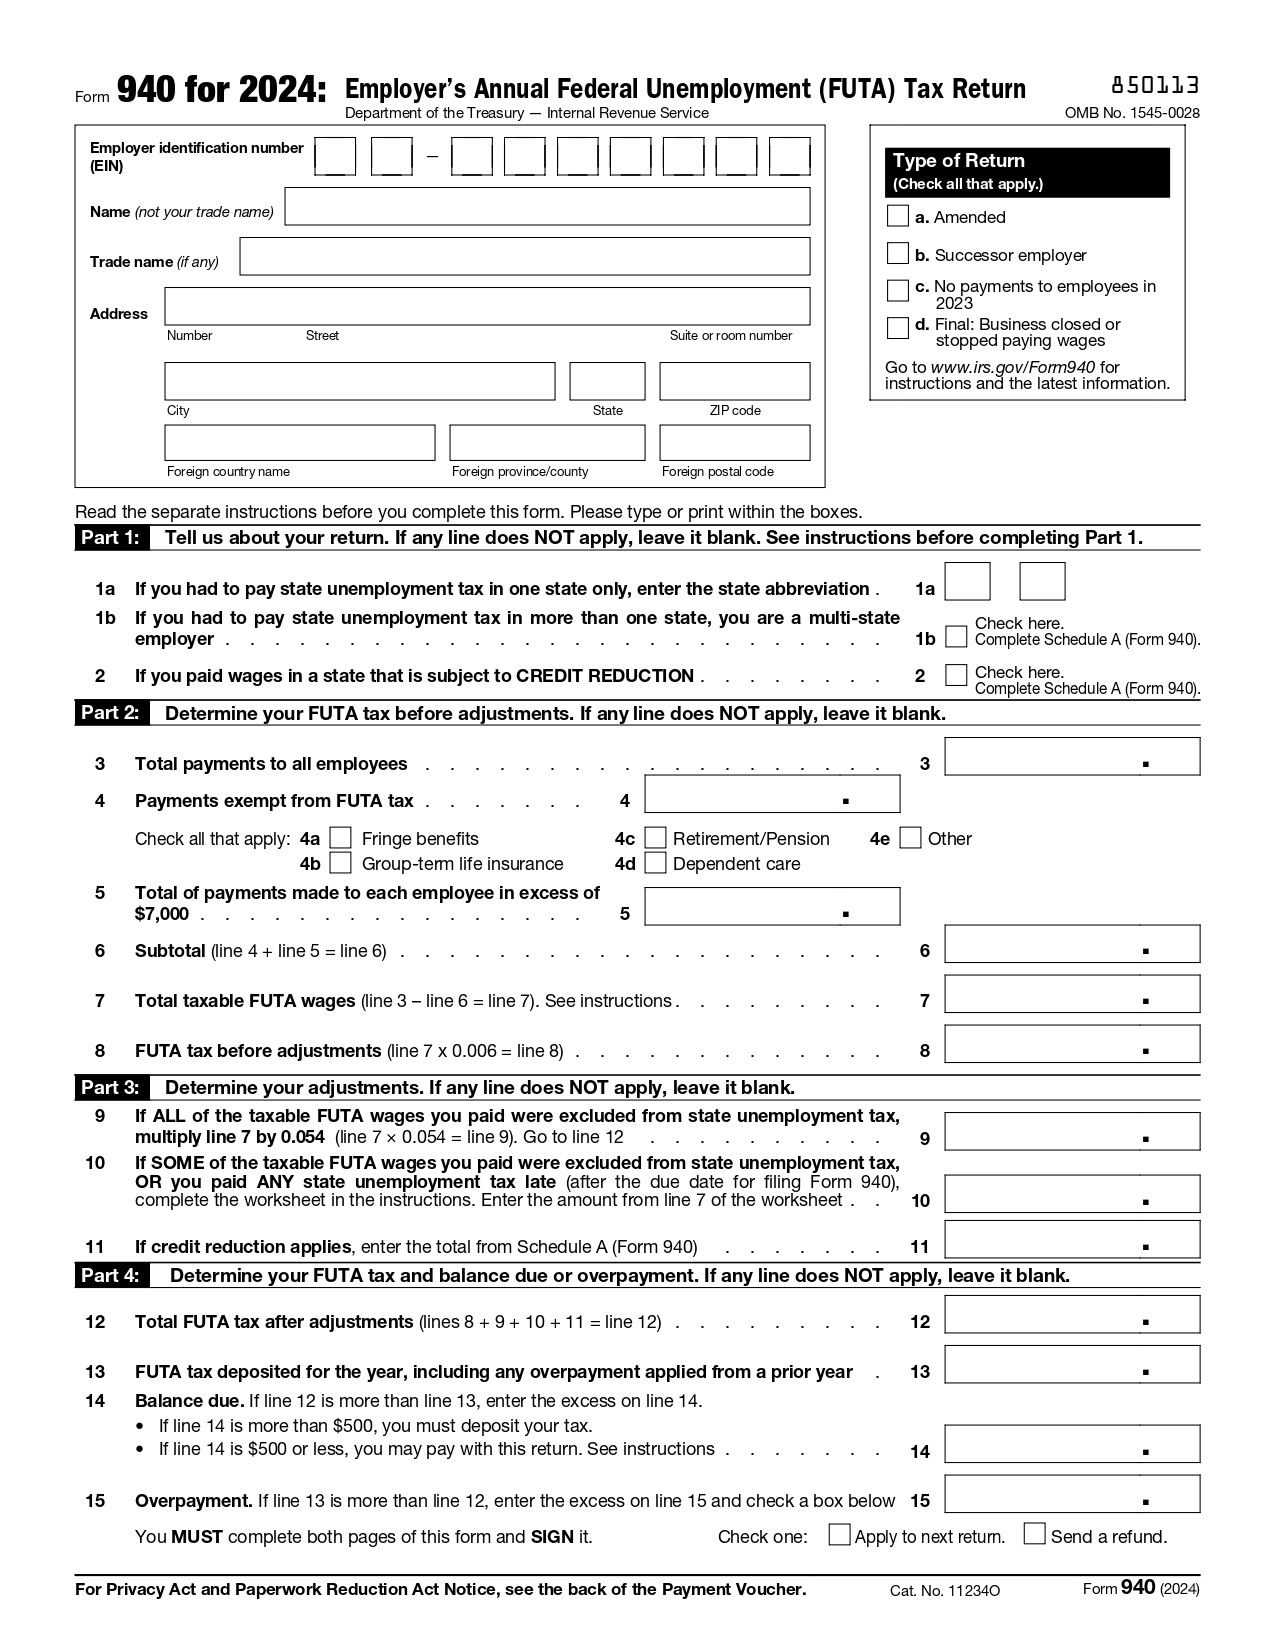 Form 940 for 2024: Employer's Annual Federal Unemployment (FUTA) Tax Return
850113
Department of the Treasury — Internal Revenue Service
OMB No. 1545-0028
Employer identification number
(EIN)
–
Name (not your trade name)
Trade name (if any)
Address
Number Street Suite or room number
City State ZIP code
Foreign country name Foreign province/county Foreign postal code
Type of Return
(Check all that apply.)
a. Amended
b. Successor employer
c. No payments to employees in
2023
d. Final: Business closed or
stopped paying wages
Go to www.irs.gov/Form940 for
instructions and the latest information.
Read the separate instructions before you complete this form. Please type or print within the boxes.
Part 1: Tell us about your return. If any line does NOT apply, leave it blank. See instructions before completing Part 1.
1a If you had to pay state unemployment tax in one state only, enter the state abbreviation . 1a
1b If you had to pay state unemployment tax in more than one state, you are a multi-state
employer . . . . . . . . . . . . . . . . . . . . . . . . . . . 1b Check here.
Complete Schedule A (Form 940).
2 If you paid wages in a state that is subject to CREDIT REDUCTION . . . . . . . . 2 Check here.
Complete Schedule A (Form 940).
Part 2: Determine your FUTA tax before adjustments. If any line does NOT apply, leave it blank.
3 Total payments to all employees . . . . . . . . . . . . . . . . . . . 3 .
4 Payments exempt from FUTA tax . . . . . . . 4 .
Check all that apply: 4a Fringe benefits 4c Retirement/Pension 4e Other
4b Group-term life insurance 4d Dependent care
5 Total of payments made to each employee in excess of
$7,000 . . . . . . . . . . . . . . . . 5 .
6 Subtotal (line 4 + line 5 = line 6) . . . . . . . . . . . . . . . . . . . . 6 .
7 Total taxable FUTA wages (line 3 – line 6 = line 7). See instructions . . . . . . . . . 7 .
8 FUTA tax before adjustments (line 7 x 0.006 = line 8) . . . . . . . . . . . . . 8 .
Part 3: Determine your adjustments. If any line does NOT apply, leave it blank.
9 If ALL of the taxable FUTA wages you paid were excluded from state unemployment tax,
multiply line 7 by 0.054 (line 7 × 0.054 = line 9). Go to line 12 . . . . . . . . . . 9 .
10 If SOME of the taxable FUTA wages you paid were excluded from state unemployment tax,
OR you paid ANY state unemployment tax late (after the due date for filing Form 940),
complete the worksheet in the instructions. Enter the amount from line 7 of the worksheet . . 10 .
11 If credit reduction applies, enter the total from Schedule A (Form 940) . . . . . . . 11 .
Part 4: Determine your FUTA tax and balance due or overpayment. If any line does NOT apply, leave it blank.
12 Total FUTA tax after adjustments (lines 8 + 9 + 10 + 11 = line 12) . . . . . . . . . 12 .
13 FUTA tax deposited for the year, including any overpayment applied from a prior year . 13 .
14 Balance due. If line 12 is more than line 13, enter the excess on line 14.
• If line 14 is more than $500, you must deposit your tax.
• If line 14 is $500 or less, you may pay with this return. See instructions . . . . . . . 14 .
15 Overpayment. If line 13 is more than line 12, enter the excess on line 15 and check a box below 15 .
You MUST complete both pages of this form and SIGN it. Check one: Apply to next return. Send a refund.
For Privacy Act and Paperwork Reduction Act Notice, see the back of the Payment Voucher. Cat. No. 11234O Form 940 (2024)